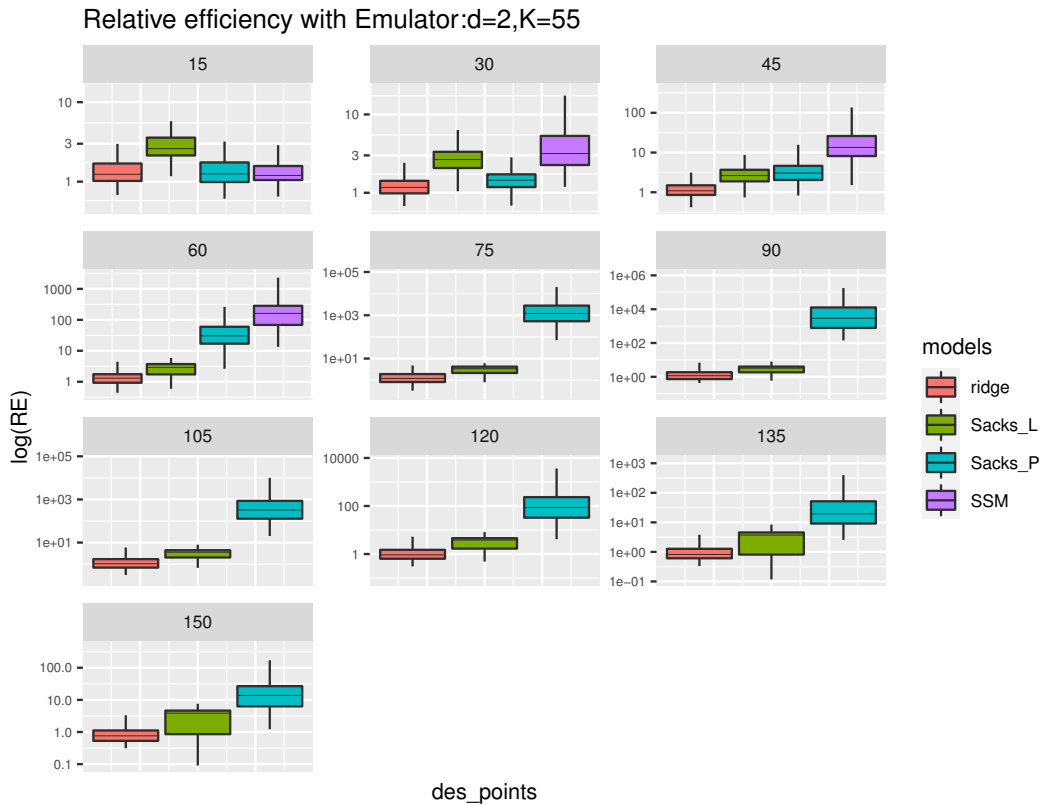 Relative efficiency with Emulator:d=2,K=55
15
30
45
10
3
1
10
3
1
100
10
1
60
75
90
1000
100
10
1
1e+05
1e+03
1e+01
1e+06
1e+04
1e+02
1e+00
105
120
135
1e+05
1e+03
1e+01
10000
100
1
1e+03
1e+02
1e+01
1e+00
1e−01
150
100.0
10.0
1.0
0.1
log(RE)
des_points
models
ridge
Sacks_L
Sacks_P
SSM